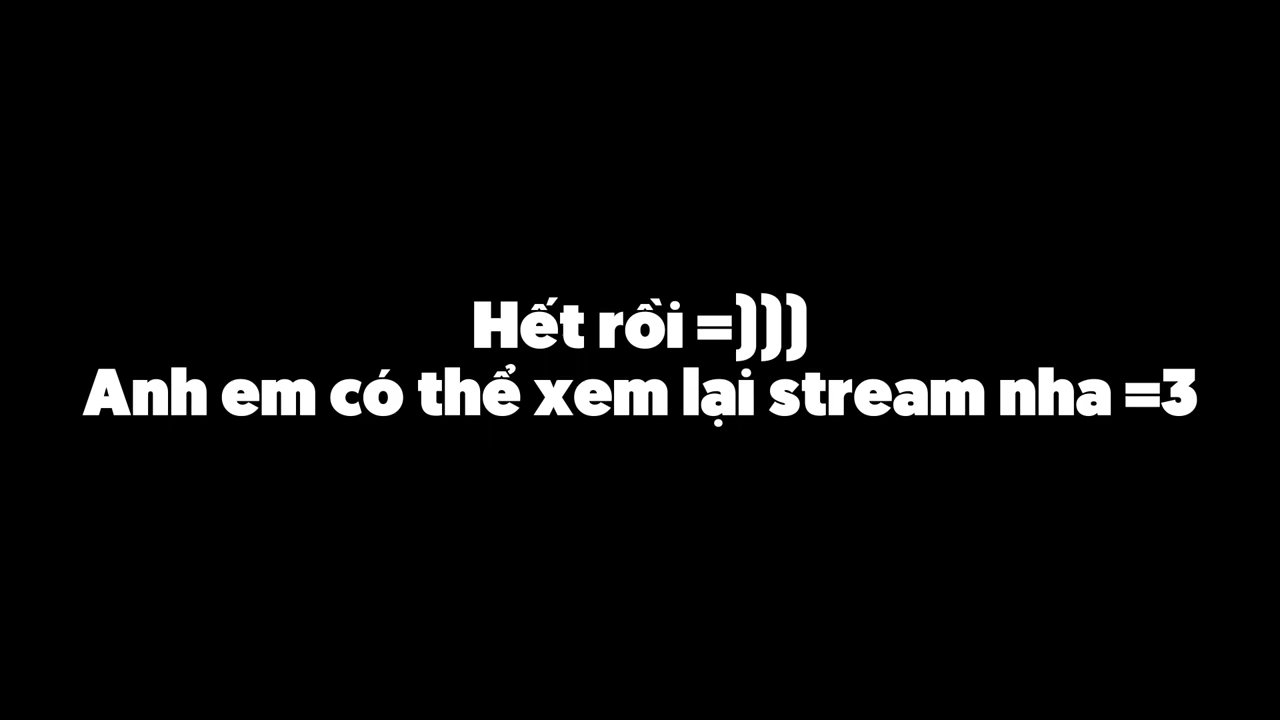 Hết rồi =)))
Anh em có thể xem lại stream nha =3